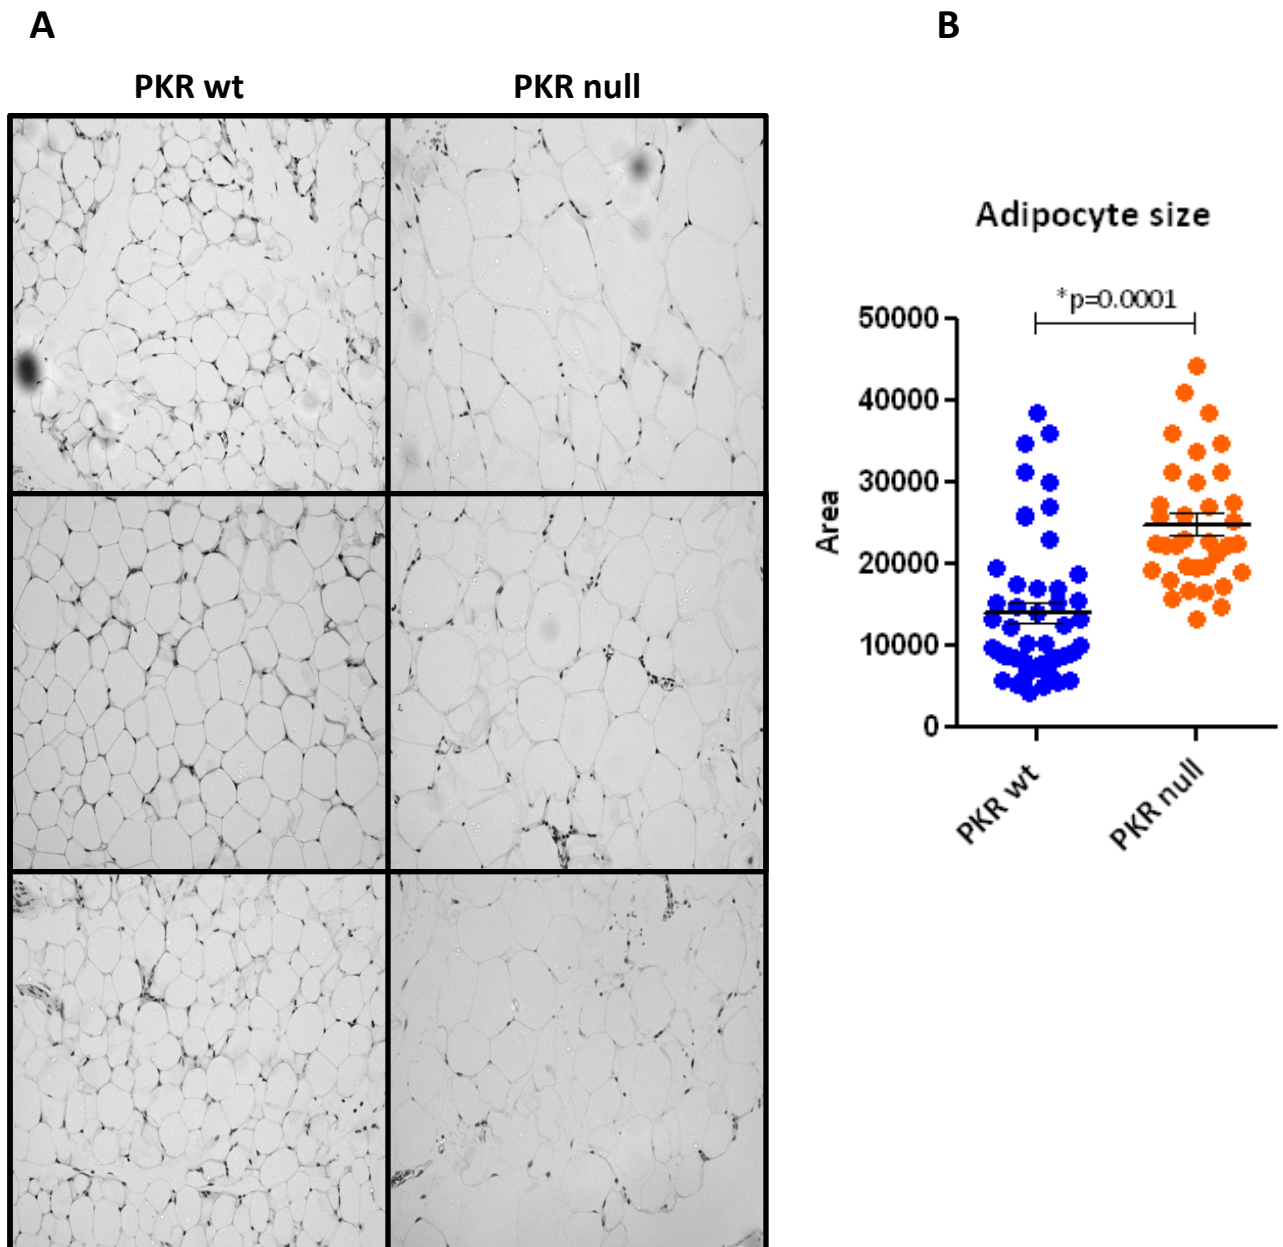 A
B
PKR wt
PKR null
Adipocyte size
*p=0.0001
50000
40000
30000
20000
10000
0
Area
PKR wt
PKR null